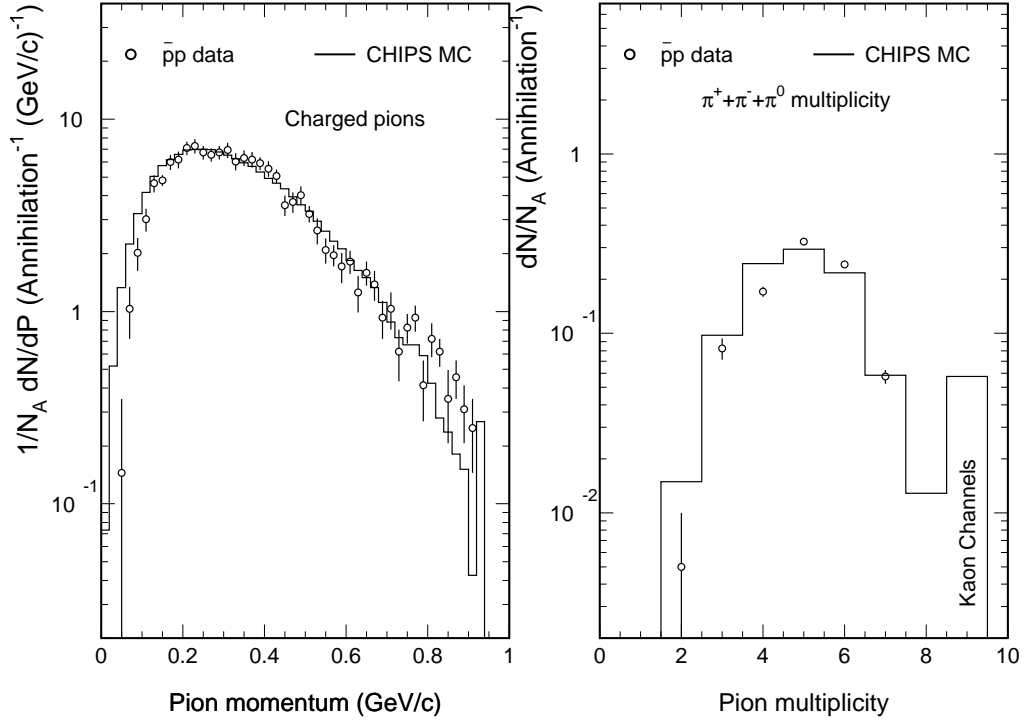 1/N_A dN/dP (Annihilation⁻¹ (GeV/c)⁻¹)
p̄p data
CHIPS MC
Charged pions
10
1
10⁻¹
0
0.2
0.4
0.6
0.8
1
Pion momentum (GeV/c)
dN/N_A (Annihilation⁻¹)
p̄p data
CHIPS MC
π⁺+π⁻+π⁰ multiplicity
1
10⁻¹
10⁻²
Kaon Channels
0
2
4
6
8
10
Pion multiplicity